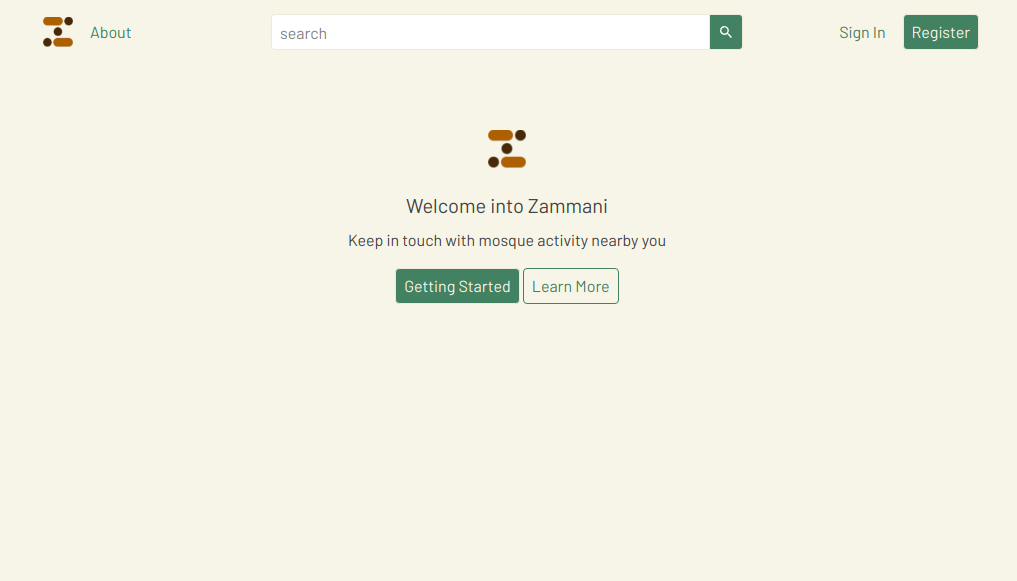 About
search
Sign In
Register
Welcome into Zammani
Keep in touch with mosque activity nearby you
Getting Started
Learn More